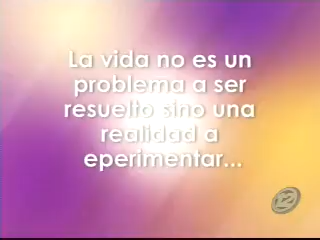 La vida no es un
problema a ser
resuelto sino una
realidad a
eperimentar...